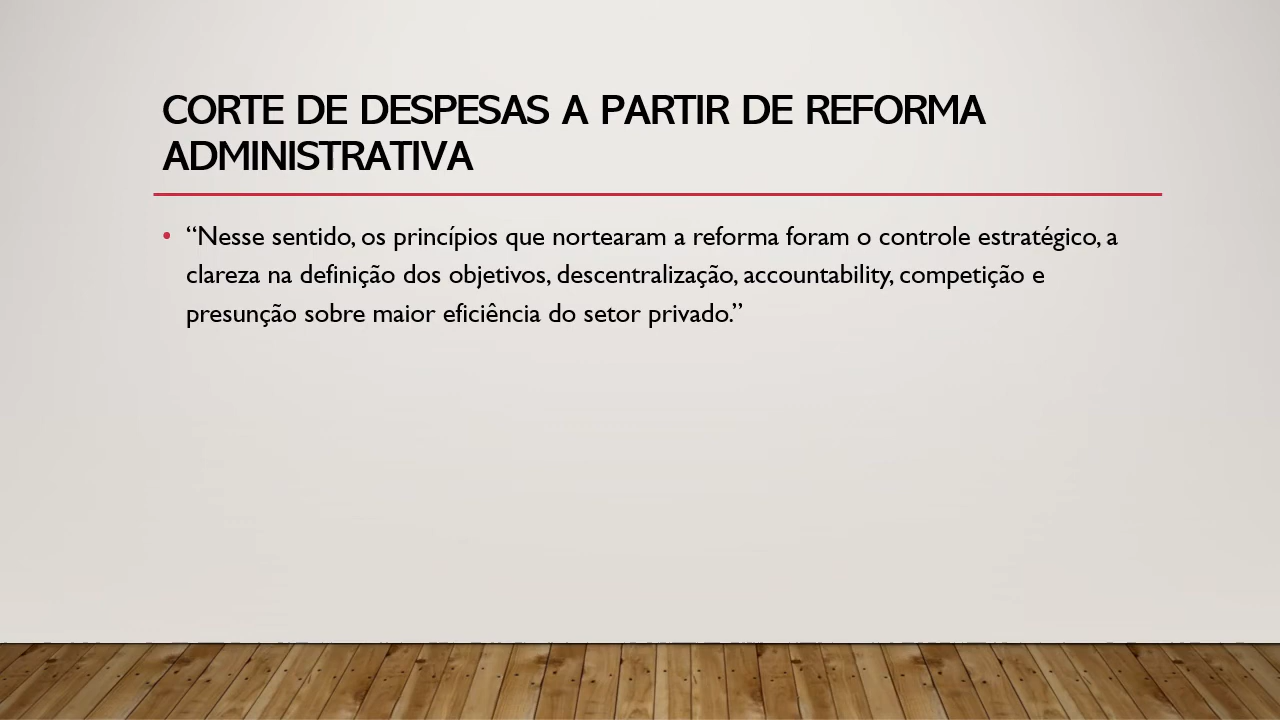 CORTE DE DESPESAS A PARTIR DE REFORMA
ADMINISTRATIVA
• “Nesse sentido, os princípios que nortearam a reforma foram o controle estratégico, a
clareza na definição dos objetivos, descentralização, accountability, competição e
presunção sobre maior eficiência do setor privado.”